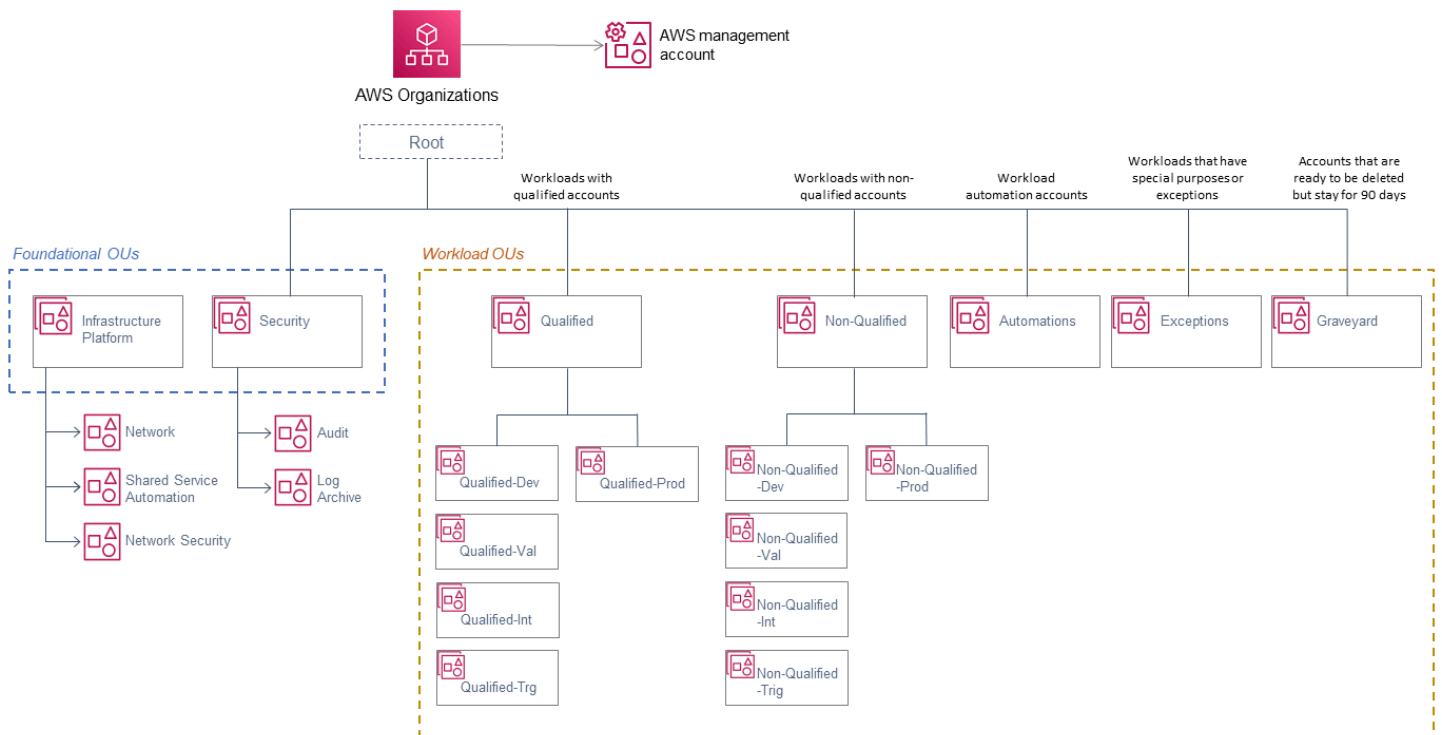 AWS management
account
AWS Organizations
Root
Workloads with
qualified accounts
Workloads with non-
qualified accounts
Workload
automation accounts
Workloads that have
special purposes or
exceptions
Accounts that are
ready to be deleted
but stay for 90 days
Foundational OUs
Workload OUs
Infrastructure
Platform
Security
Qualified
Non-Qualified
Automations
Exceptions
Graveyard
Network
Shared Service
Automation
Network Security
Audit
Log
Archive
Qualified-Dev
Qualified-Prod
Qualified-Val
Qualified-Int
Qualified-Trg
Non-Qualified
-Dev
Non-Qualified
-Prod
Non-Qualified
-Val
Non-Qualified
-Int
Non-Qualified
-Trig